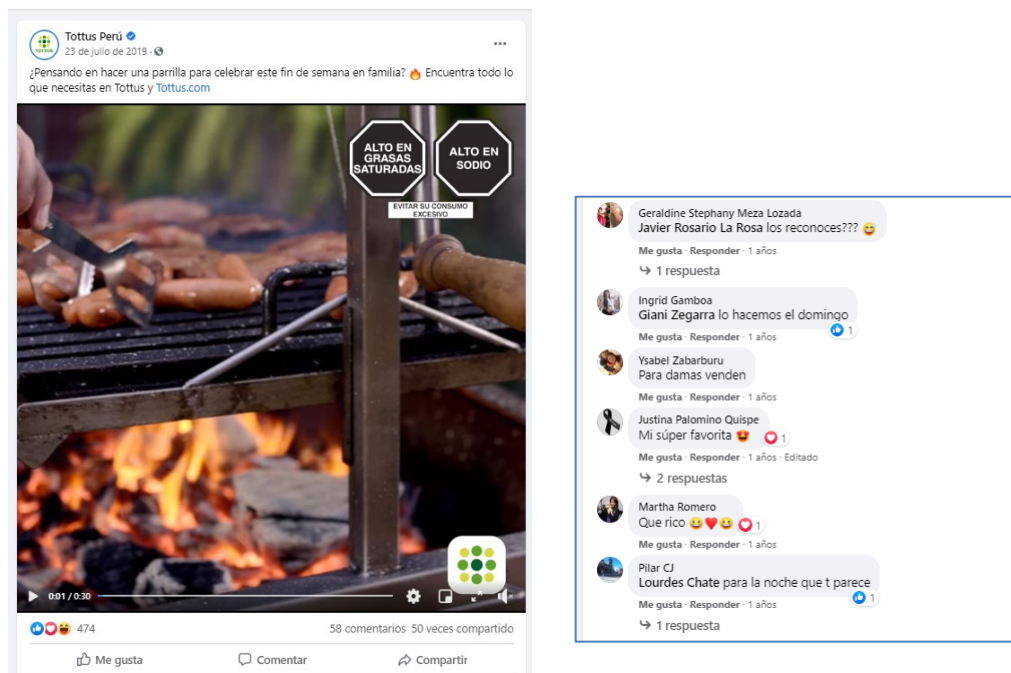 Tottus Perú
23 de julio de 2019 ·
¿Pensando en hacer una parrilla para celebrar este fin de semana en familia? 🔥 Encuentra todo lo
que necesitas en Tottus y Tottus.com
ALTO EN
GRASAS
SATURADAS
ALTO EN
SODIO
EVITAR SU CONSUMO
EXCESIVO
0:01 / 0:30
474
58 comentarios 50 veces compartido
Me gusta
Comentar
Compartir
Geraldine Stephany Meza Lozada
Javier Rosario La Rosa los reconoces??? 😅
Me gusta · Responder · 1 años
1 respuesta
Ingrid Gamboa
Giani Zegarra lo hacemos el domingo
1
Me gusta · Responder · 1 años
Ysabel Zabarburu
Para damas venden
Me gusta · Responder · 1 años
Justina Palomino Quispe
Mi súper favorita 😍 1
Me gusta · Responder · 1 años · Editado
2 respuestas
Martha Romero
Que rico 😄❤️😄 1
Me gusta · Responder · 1 años
Pilar CJ
Lourdes Chate para la noche que t parece
1
Me gusta · Responder · 1 años
1 respuesta